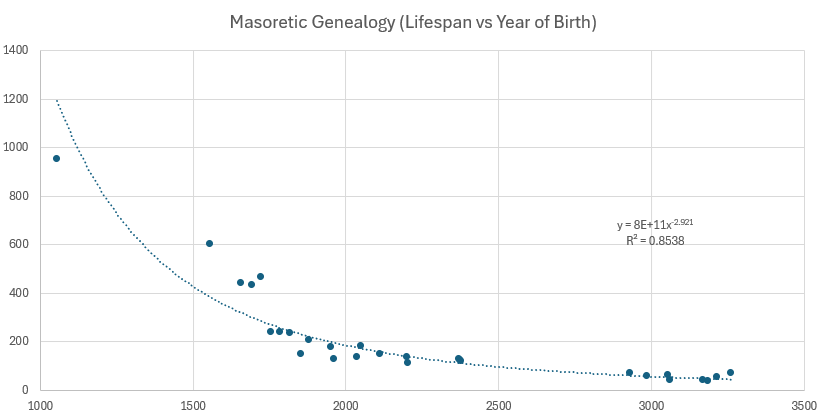 Masoretic Genealogy (Lifespan vs Year of Birth)
1400
1200
1000
800
600
400
200
0
y = 8E+11x^-2.921
R² = 0.8538
1000 1500 2000 2500 3000 3500